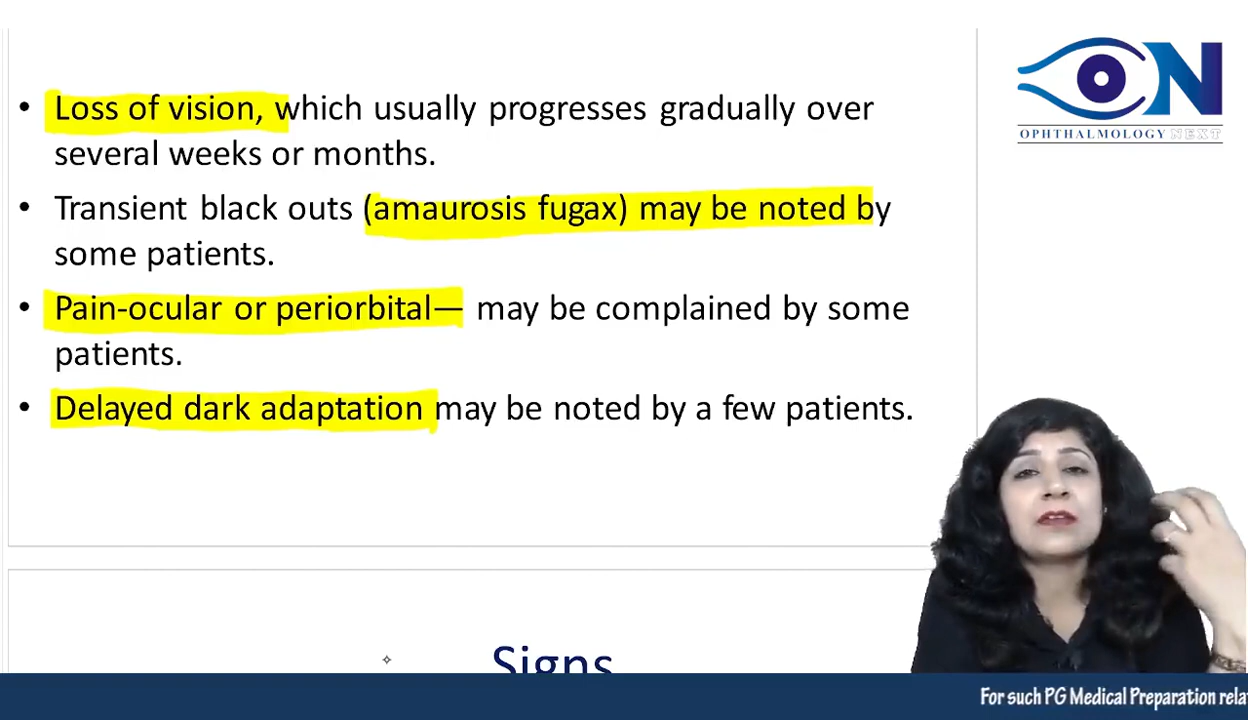 • Loss of vision, which usually progresses gradually over
several weeks or months.
• Transient black outs (amaurosis fugax) may be noted by
some patients.
• Pain-ocular or periorbital— may be complained by some
patients.
• Delayed dark adaptation may be noted by a few patients.
ON
OPHTHALMOLOGY NEXT
Signs
For such PG Medical Preparation rela